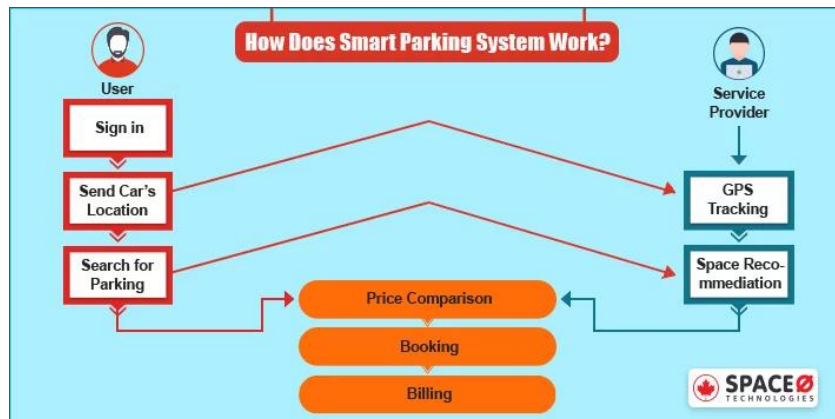 How Does Smart Parking System Work?
User
Sign in
Send Car's
Location
Search for
Parking
Service
Provider
GPS
Tracking
Space Reco-
mmediation
Price Comparison
Booking
Billing
SPACEØ
TECHNOLOGIES